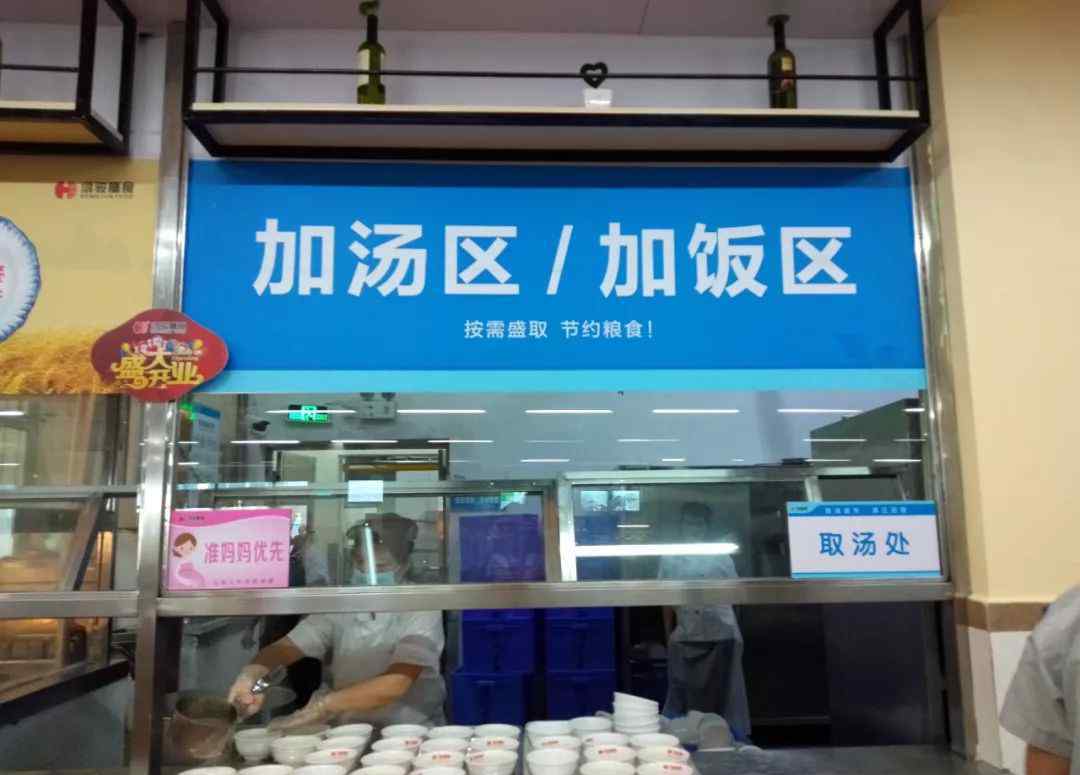 加汤区 / 加饭区
按需盛取 节约粮食!
盛大开业
准妈妈优先
取汤处